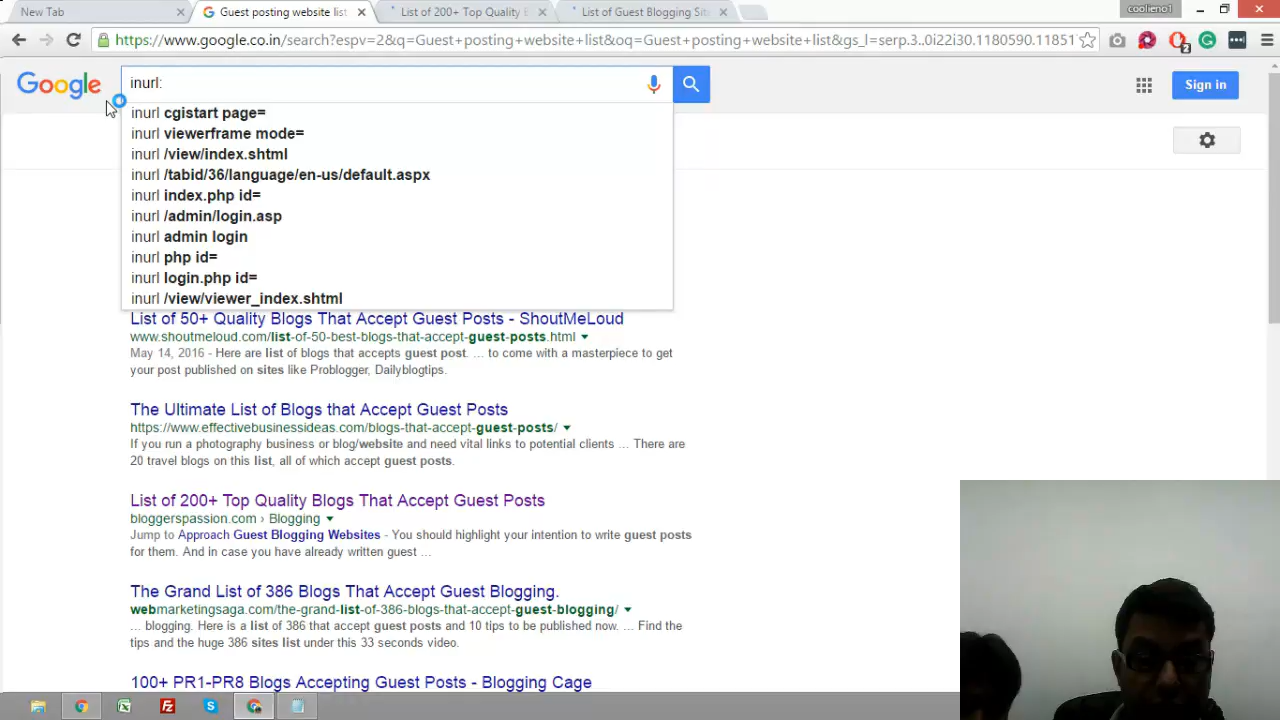 New Tab
Guest posting website list
List of 200+ Top Quality B
List of Guest Blogging Site
coolieno1
https://www.google.co.in/search?espv=2&q=Guest+posting+website+list&oq=Guest+posting+website+list&gs_l=serp.3..0i22i30.1180590.11851
2
Google
inurl:
Sign in
inurl cgistart page=
inurl viewerframe mode=
inurl /view/index.shtml
inurl /tabid/36/language/en-us/default.aspx
inurl index.php id=
inurl /admin/login.asp
inurl admin login
inurl php id=
inurl login.php id=
inurl /view/viewer_index.shtml
List of 50+ Quality Blogs That Accept Guest Posts - ShoutMeLoud
www.shoutmeloud.com/list-of-50-best-blogs-that-accept-guest-posts.html
May 14, 2016 - Here are list of blogs that accepts guest post. ... to come with a masterpiece to get
your post published on sites like Problogger, Dailyblogtips.
The Ultimate List of Blogs that Accept Guest Posts
https://www.effectivebusinessideas.com/blogs-that-accept-guest-posts/
If you run a photography business or blog/website and need vital links to potential clients ... There are
20 travel blogs on this list, all of which accept guest posts.
List of 200+ Top Quality Blogs That Accept Guest Posts
bloggerspassion.com › Blogging
Jump to Approach Guest Blogging Websites - You should highlight your intention to write guest posts
for them. And in case you have already written guest ...
The Grand List of 386 Blogs That Accept Guest Blogging.
webmarketingsaga.com/the-grand-list-of-386-blogs-that-accept-guest-blogging/
... blogging. Here is a list of 386 that accept guest posts and 10 tips to be published now. ... Find the
tips and the huge 386 sites list under this 33 seconds video.
100+ PR1-PR8 Blogs Accepting Guest Posts - Blogging Cage